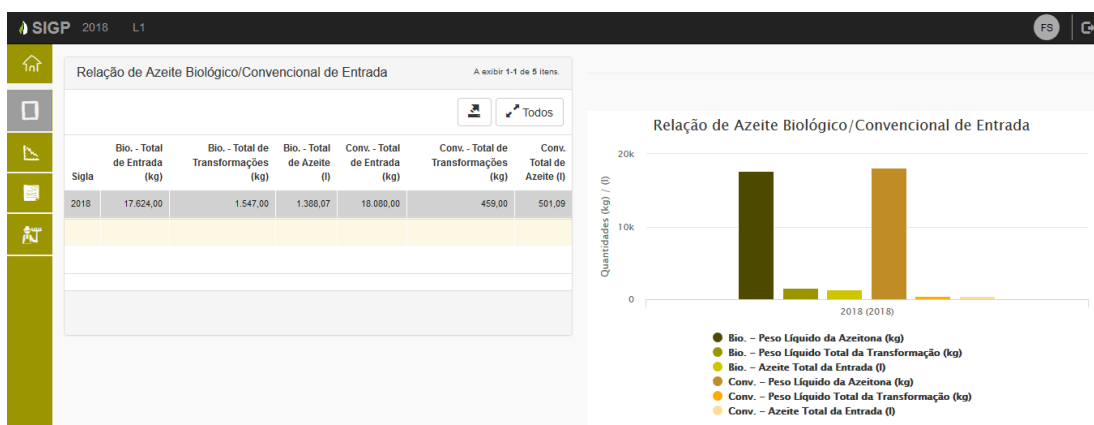 SIGP 2018 L1 FS
Relação de Azeite Biológico/Convencional de Entrada
A exibir 1-1 de 5 itens.
Todos
Sigla Bio. - Total de Entrada (kg) Bio. - Total de Transformações (kg) Bio. - Total de Azeite (l) Conv. - Total de Entrada (kg) Conv. - Total de Transformações (kg) Conv. Total de Azeite (l)
2018 17.624,00 1.547,00 1.388,07 18.080,00 459,00 501,09
Relação de Azeite Biológico/Convencional de Entrada
Quantidades (kg) / (l)
20k
10k
0
2018 (2018)
Bio. – Peso Líquido da Azeitona (kg)
Bio. – Peso Líquido Total da Transformação (kg)
Bio. – Azeite Total da Entrada (l)
Conv. – Peso Líquido da Azeitona (kg)
Conv. – Peso Líquido Total da Transformação (kg)
Conv. – Azeite Total da Entrada (l)